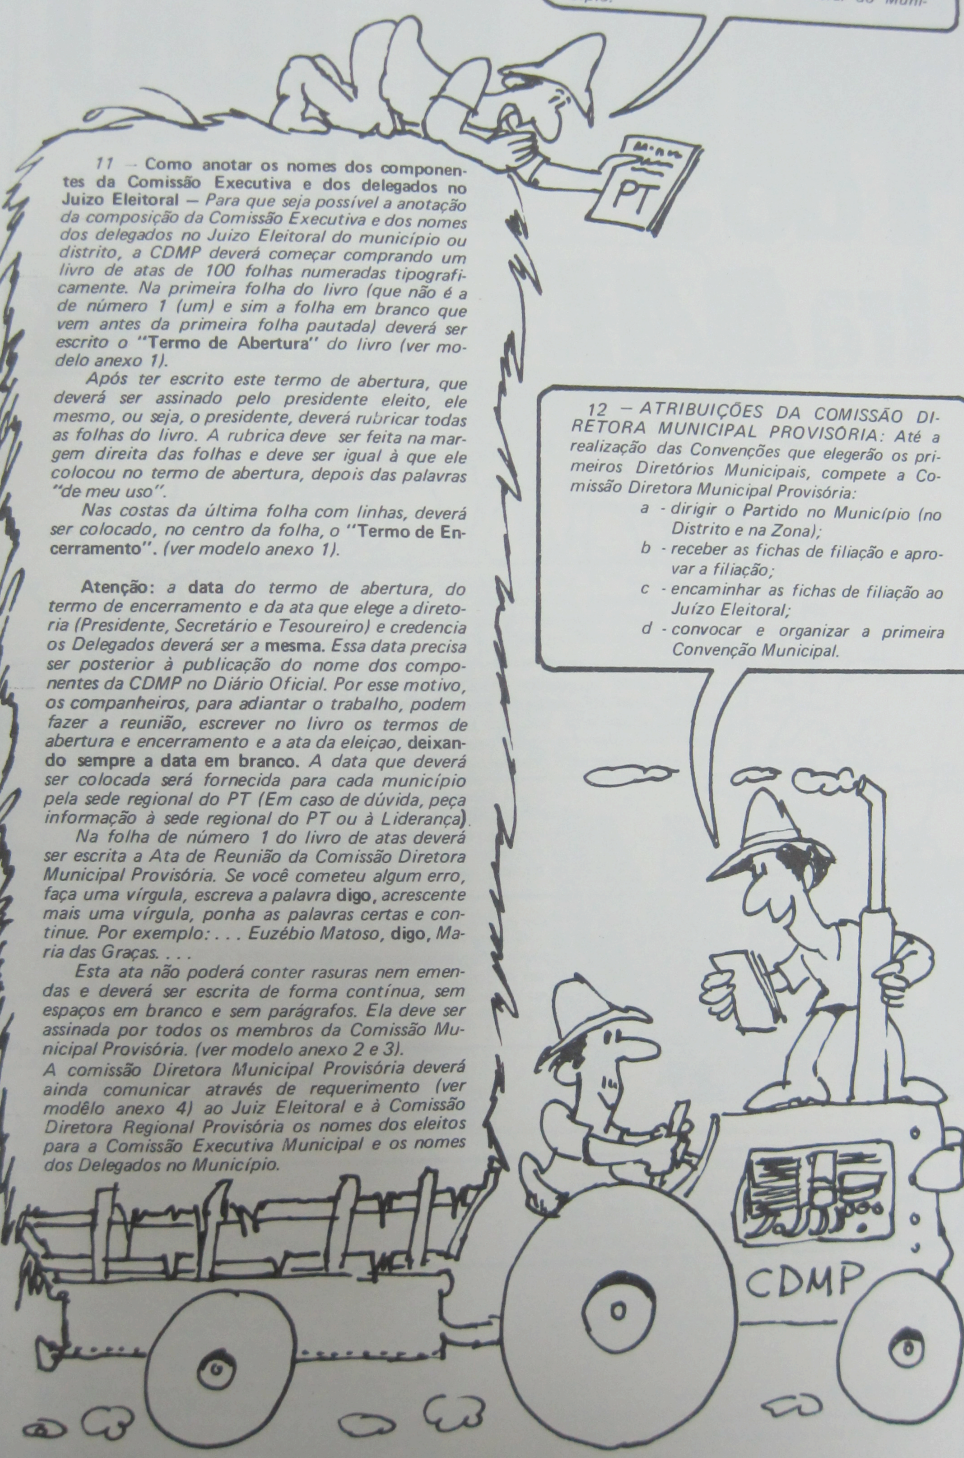 11 — Como anotar os nomes dos componen-
tes da Comissão Executiva e dos delegados no
Juizo Eleitoral — Para que seja possível a anotação
da composição da Comissão Executiva e dos nomes
dos delegados no Juizo Eleitoral do município ou
distrito, a CDMP deverá começar comprando um
livro de atas de 100 folhas numeradas tipografi-
camente. Na primeira folha do livro (que não é a
de número 1 (um) e sim a folha em branco que
vem antes da primeira folha pautada) deverá ser
escrito o “Termo de Abertura” do livro (ver mo-
delo anexo 1).
Após ter escrito este termo de abertura, que
deverá ser assinado pelo presidente eleito, ele
mesmo, ou seja, o presidente, deverá rubricar todas
as folhas do livro. A rubrica deve ser feita na mar-
gem direita das folhas e deve ser igual à que ele
colocou no termo de abertura, depois das palavras
“de meu uso”.
Nas costas da última folha com linhas, deverá
ser colocado, no centro da folha, o “Termo de En-
cerramento”. (ver modelo anexo 1).
Atenção: a data do termo de abertura, do
termo de encerramento e da ata que elege a direto-
ria (Presidente, Secretário e Tesoureiro) e credencia
os Delegados deverá ser a mesma. Essa data precisa
ser posterior à publicação do nome dos compo-
nentes da CDMP no Diário Oficial. Por esse motivo,
os companheiros, para adiantar o trabalho, podem
fazer a reunião, escrever no livro os termos de
abertura e encerramento e a ata da eleiçao, deixan-
do sempre a data em branco. A data que deverá
ser colocada será fornecida para cada município
pela sede regional do PT (Em caso de dúvida, peça
informação à sede regional do PT ou à Liderança).
Na folha de número 1 do livro de atas deverá
ser escrita a Ata de Reunião da Comissão Diretora
Municipal Provisória. Se você cometeu algum erro,
faça uma vírgula, escreva a palavra digo, acrescente
mais uma vírgula, ponha as palavras certas e con-
tinue. Por exemplo: . . . Euzébio Matoso, digo, Ma-
ria das Graças. . . .
Esta ata não poderá conter rasuras nem emen-
das e deverá ser escrita de forma contínua, sem
espaços em branco e sem parágrafos. Ela deve ser
assinada por todos os membros da Comissão Mu-
nicipal Provisória. (ver modelo anexo 2 e 3).
A comissão Diretora Municipal Provisória deverá
ainda comunicar através de requerimento (ver
modêlo anexo 4) ao Juiz Eleitoral e à Comissão
Diretora Regional Provisória os nomes dos eleitos
para a Comissão Executiva Municipal e os nomes
dos Delegados no Município.
PT
12 — ATRIBUIÇÕES DA COMISSÃO DI-
RETORA MUNICIPAL PROVISÓRIA: Até a
realização das Convenções que elegerão os pri-
meiros Diretórios Municipais, compete a Co-
missão Diretora Municipal Provisória:
a - dirigir o Partido no Município (no
Distrito e na Zona);
b - receber as fichas de filiação e apro-
var a filiação;
c - encaminhar as fichas de filiação ao
Juízo Eleitoral;
d - convocar e organizar a primeira
Convenção Municipal.
CDMP